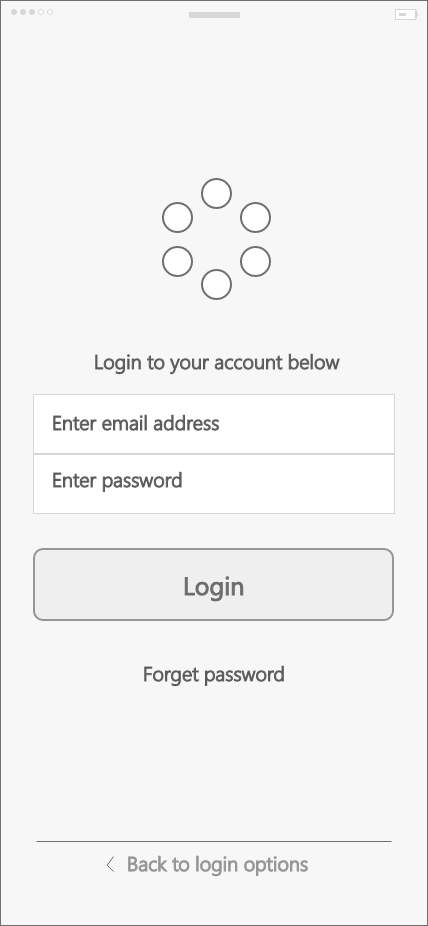 Login to your account below
Enter email address
Enter password
Login
Forget password
Back to login options